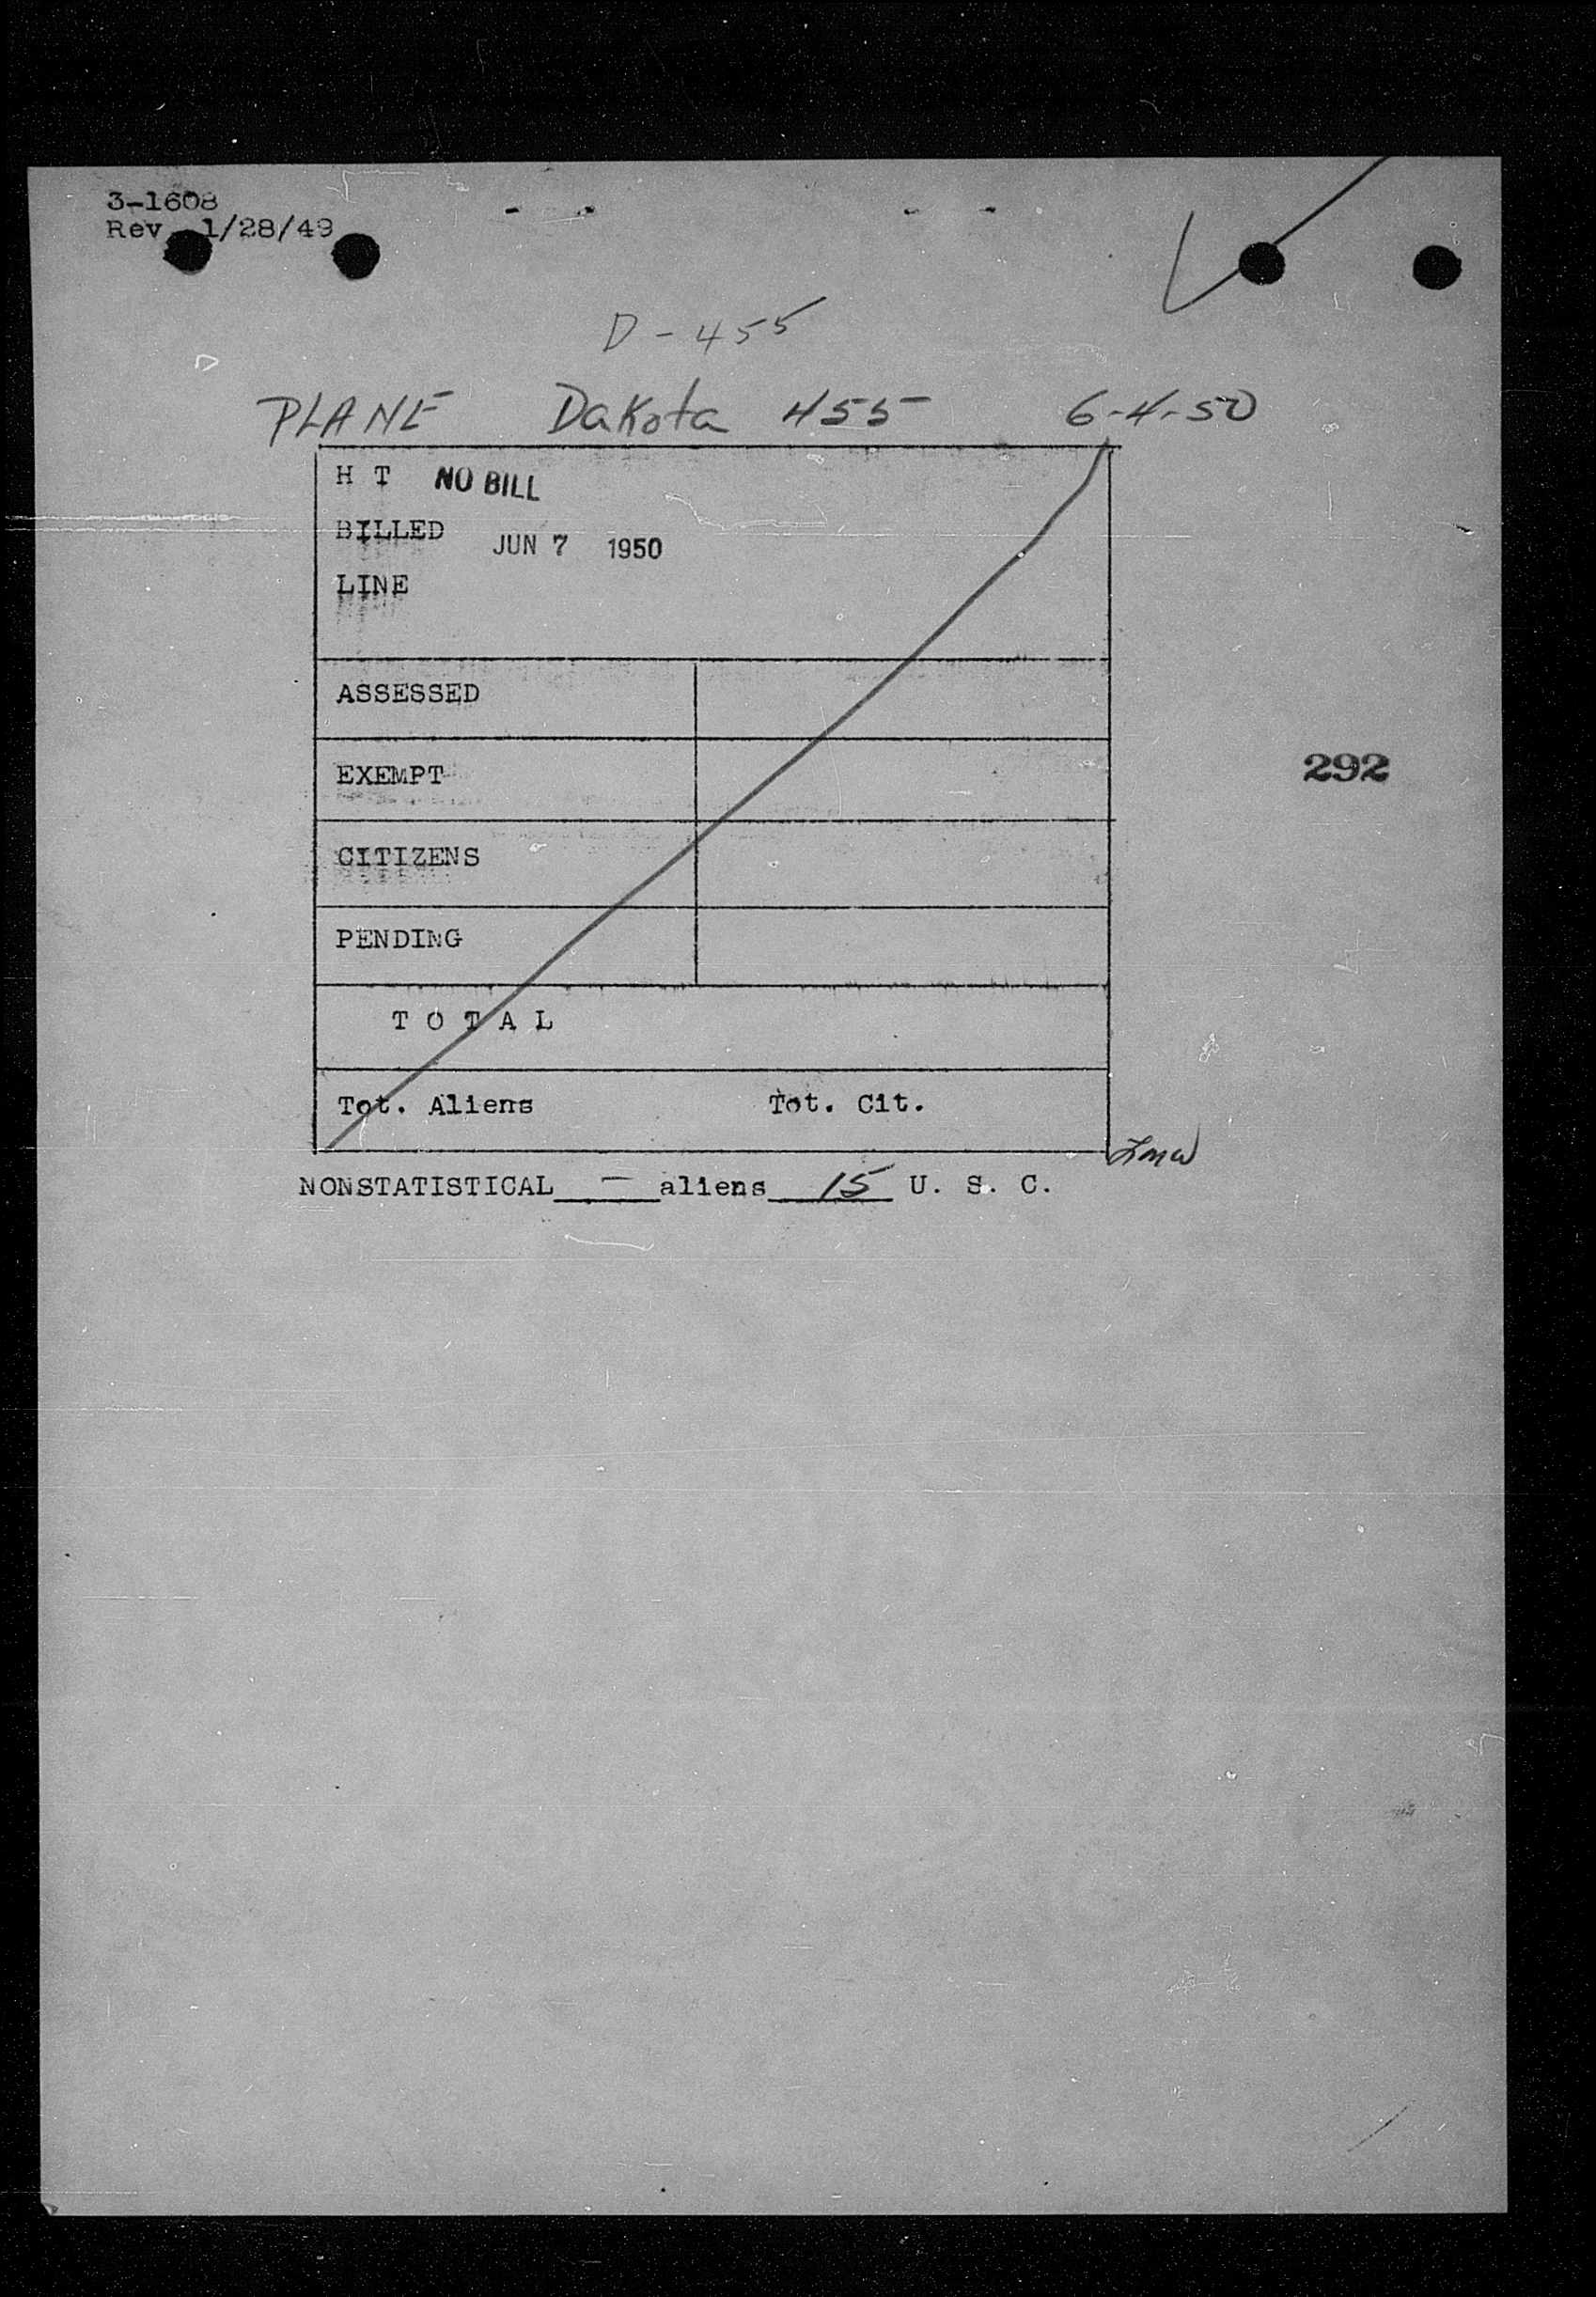 3-1608
Rev. 1/28/49
D-455
PLANE Dakota 455 6-4-50
H T NO BILL
BILLED JUN 7 1950
LINE
ASSESSED
EXEMPT
292
CITIZENS
PENDING
T O T A L
Tot. Aliens Tot. Cit.
NONSTATISTICAL — aliens 15 U. S. C.